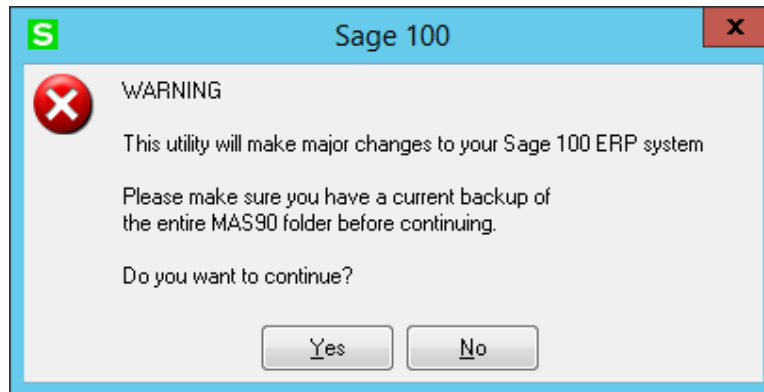 S
Sage 100
x
WARNING
This utility will make major changes to your Sage 100 ERP system
Please make sure you have a current backup of
the entire MAS90 folder before continuing.
Do you want to continue?
Yes
No